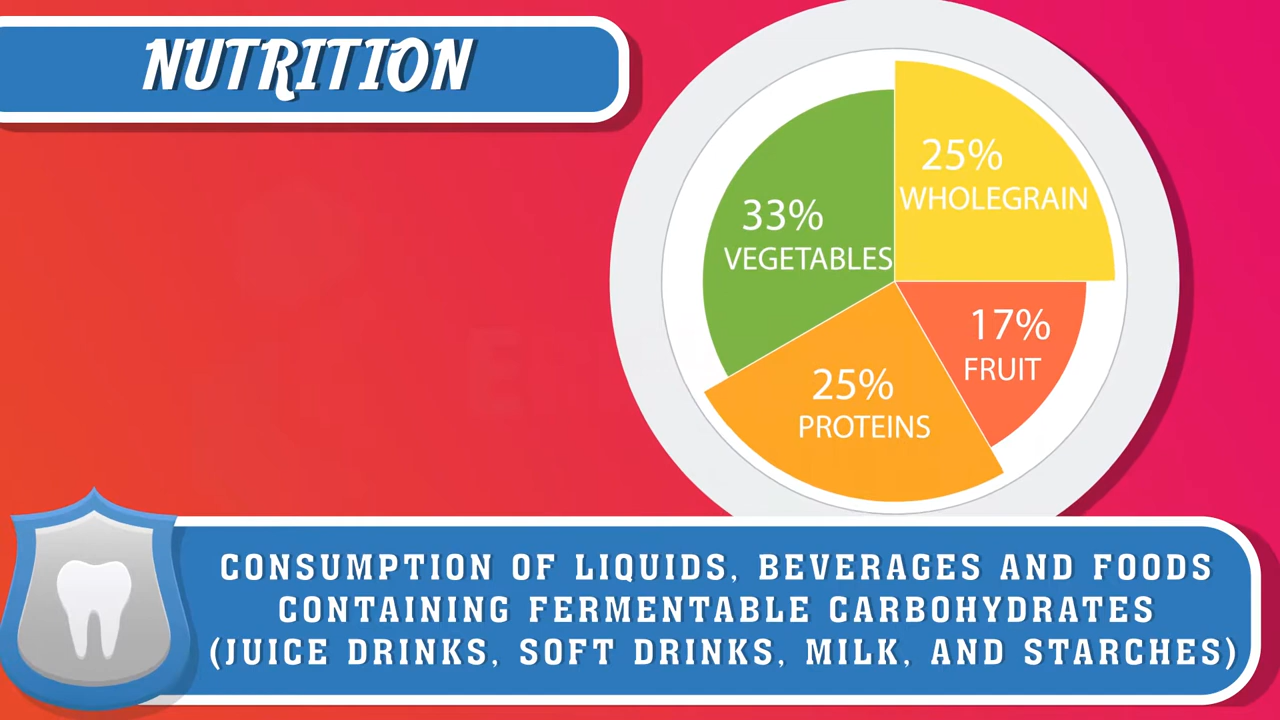 NUTRITION
25%
WHOLEGRAIN
33%
VEGETABLES
17%
FRUIT
25%
PROTEINS
CONSUMPTION OF LIQUIDS, BEVERAGES AND FOODS
CONTAINING FERMENTABLE CARBOHYDRATES
(JUICE DRINKS, SOFT DRINKS, MILK, AND STARCHES)